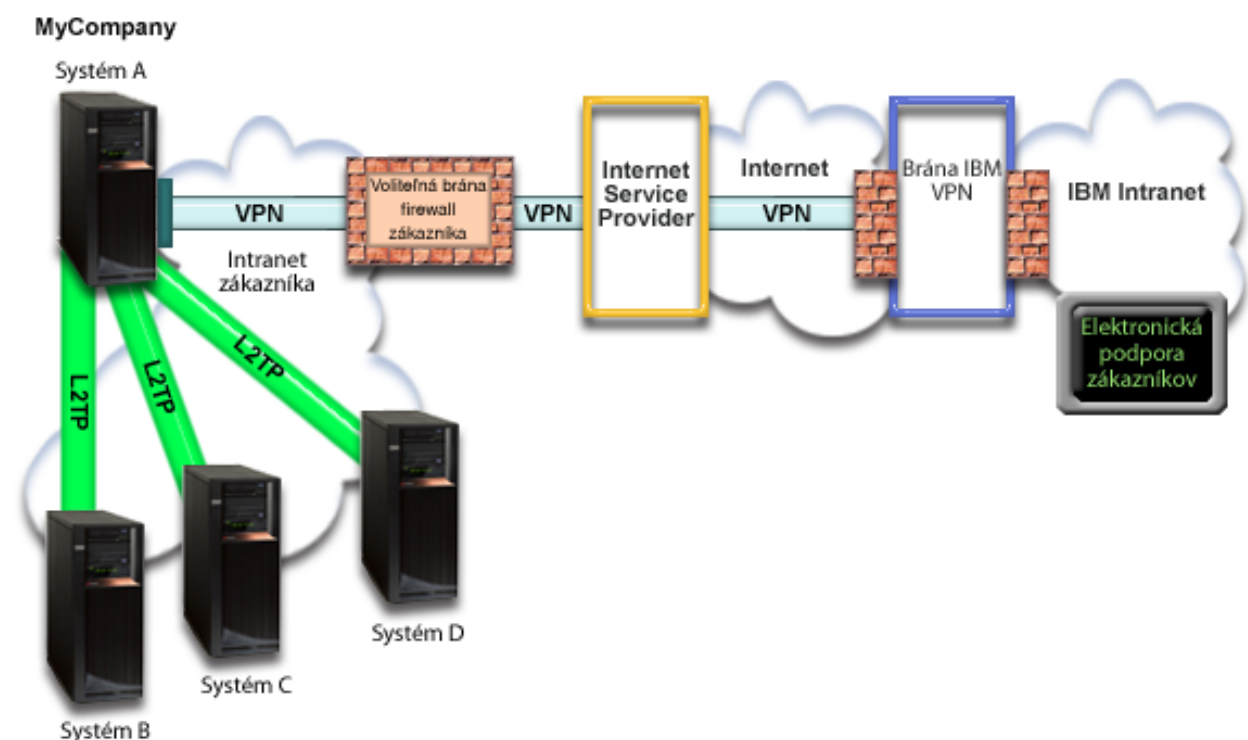 MyCompany
Systém A
VPN
Intranet
zákazníka
Voliteľná brána
firewall
zákazníka
VPN
Internet
Service
Provider
Internet
VPN
Brána IBM
VPN
IBM Intranet
Elektronická
podpora
zákazníkov
L2TP
L2TP
L2TP
Systém D
Systém C
Systém B